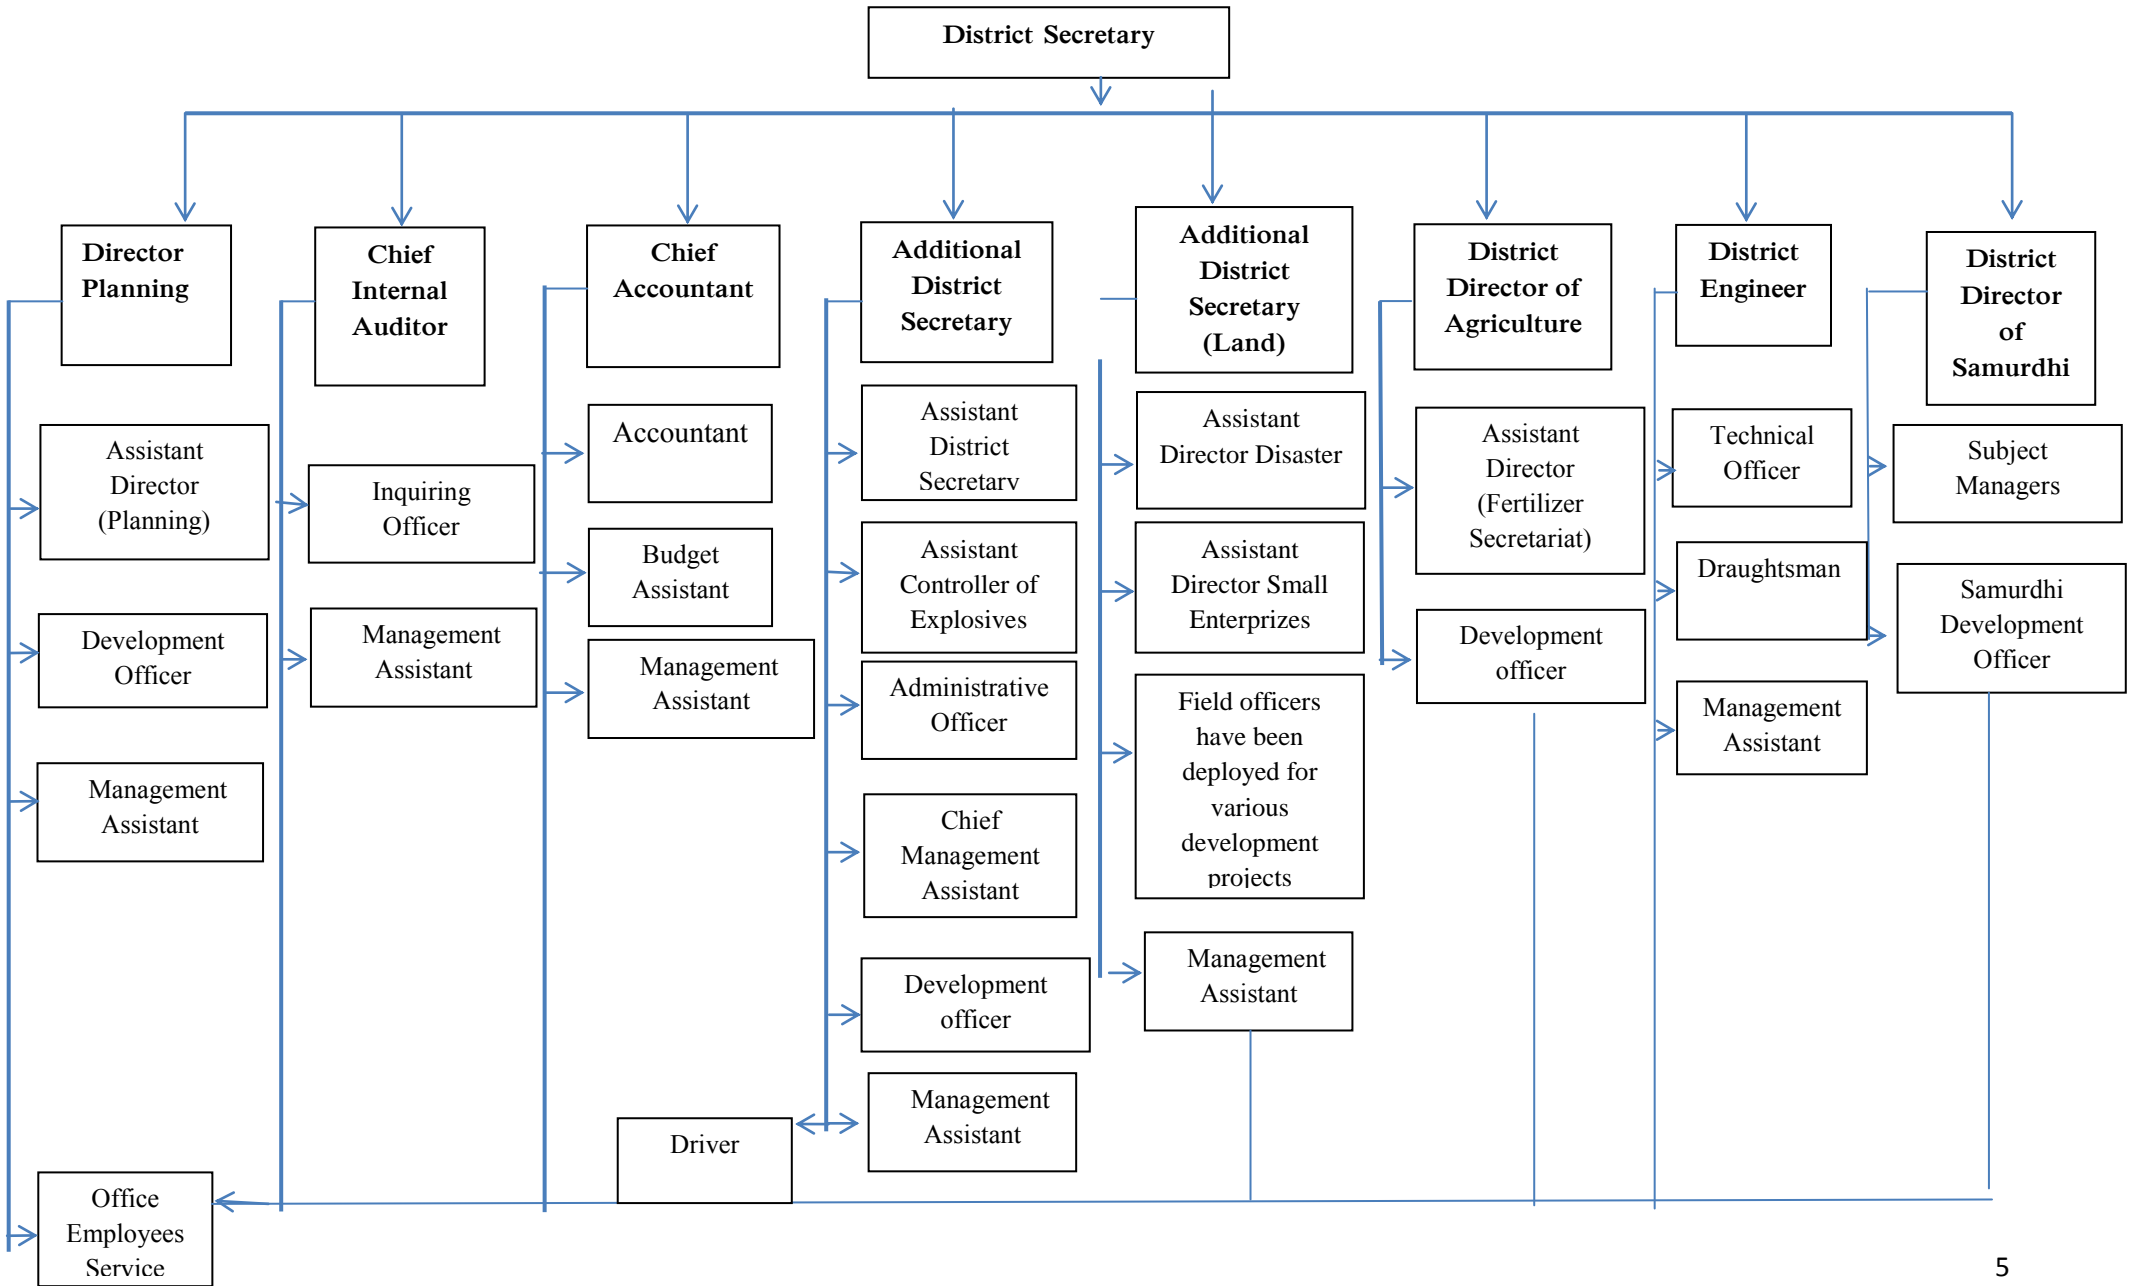 District Secretary
Director
Planning
Chief
Internal
Auditor
Chief
Accountant
Additional
District
Secretary
Additional
District
Secretary
(Land)
District
Director of
Agriculture
District
Engineer
District
Director
of
Samurdhi
Assistant
Director
(Planning)
Development
Officer
Management
Assistant
Office
Employees
Service
Inquiring
Officer
Management
Assistant
Accountant
Budget
Assistant
Management
Assistant
Driver
Assistant
District
Secretary
Assistant
Controller of
Explosives
Administrative
Officer
Chief
Management
Assistant
Development
officer
Management
Assistant
Assistant
Director Disaster
Assistant
Director Small
Enterprizes
Field officers
have been
deployed for
various
development
projects
Management
Assistant
Assistant
Director
(Fertilizer
Secretariat)
Development
officer
Technical
Officer
Draughtsman
Management
Assistant
Subject
Managers
Samurdhi
Development
Officer
5